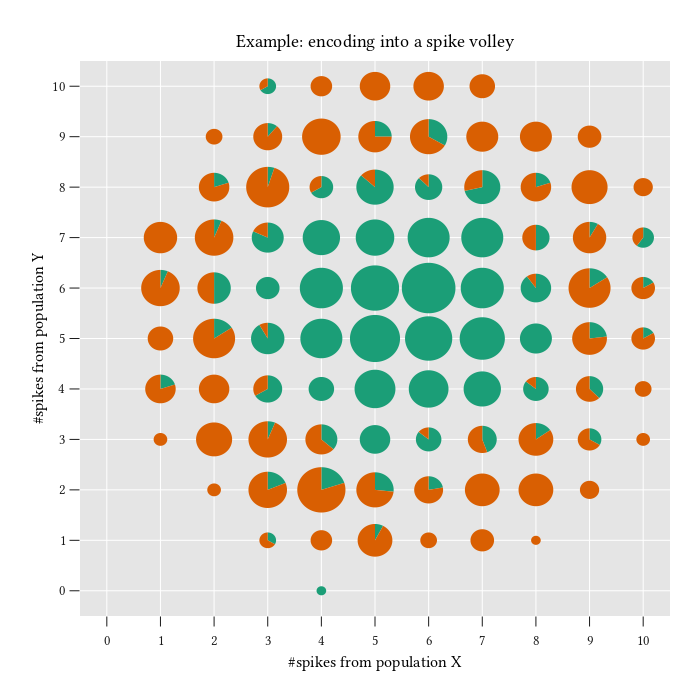 Example: encoding into a spike volley
10
9
8
7
6
5
4
3
2
1
0
#spikes from population Y
0 1 2 3 4 5 6 7 8 9 10
#spikes from population X